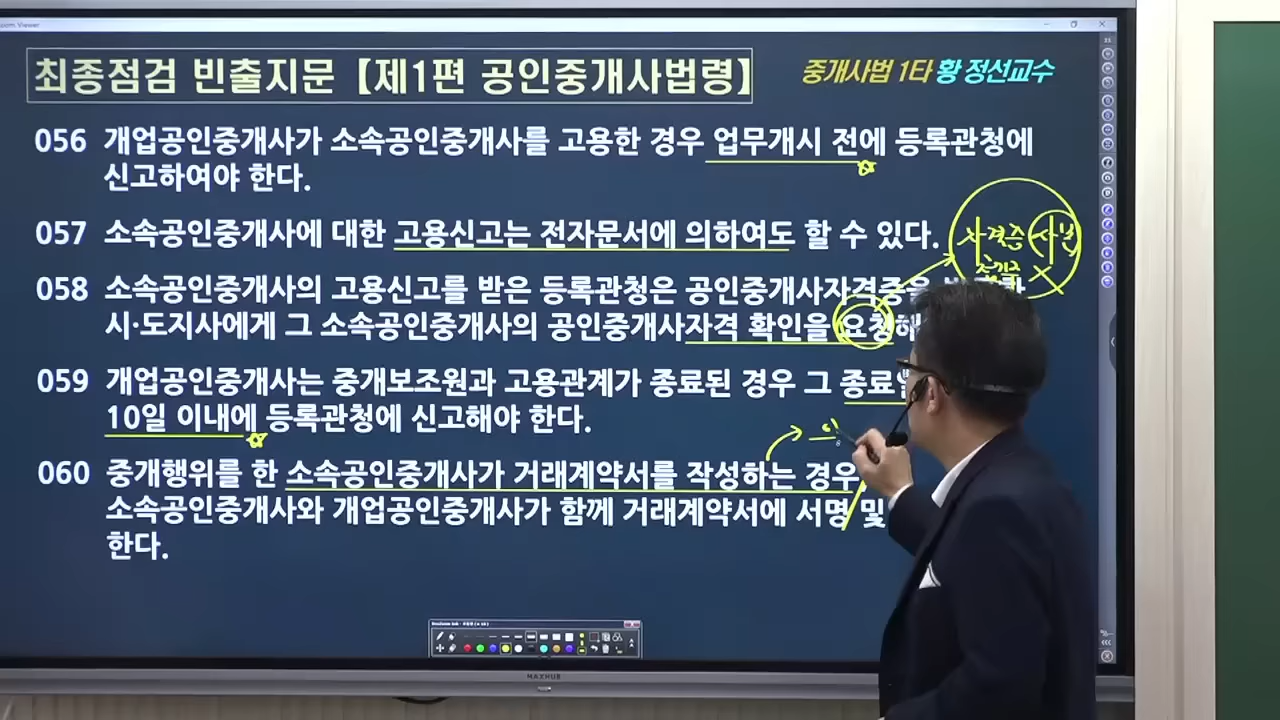 최종점검 빈출지문【제1편 공인중개사법령】
중개사법 1타 황 정선교수
056 개업공인중개사가 소속공인중개사를 고용한 경우 업무개시 전에 등록관청에
신고하여야 한다.
057 소속공인중개사에 대한 고용신고는 전자문서에 의하여도 할 수 있다.
자격증 사본
058 소속공인중개사의 고용신고를 받은 등록관청은 공인중개사자격증을
시·도지사에게 그 소속공인중개사의 공인중개사자격 확인을 요청해
059 개업공인중개사는 중개보조원과 고용관계가 종료된 경우 그
10일 이내에 등록관청에 신고해야 한다.
060 중개행위를 한 소속공인중개사가 거래계약서를 작성하는 경우
소속공인중개사와 개업공인중개사가 함께 거래계약서에 서명 및
한다.
MAXHUB